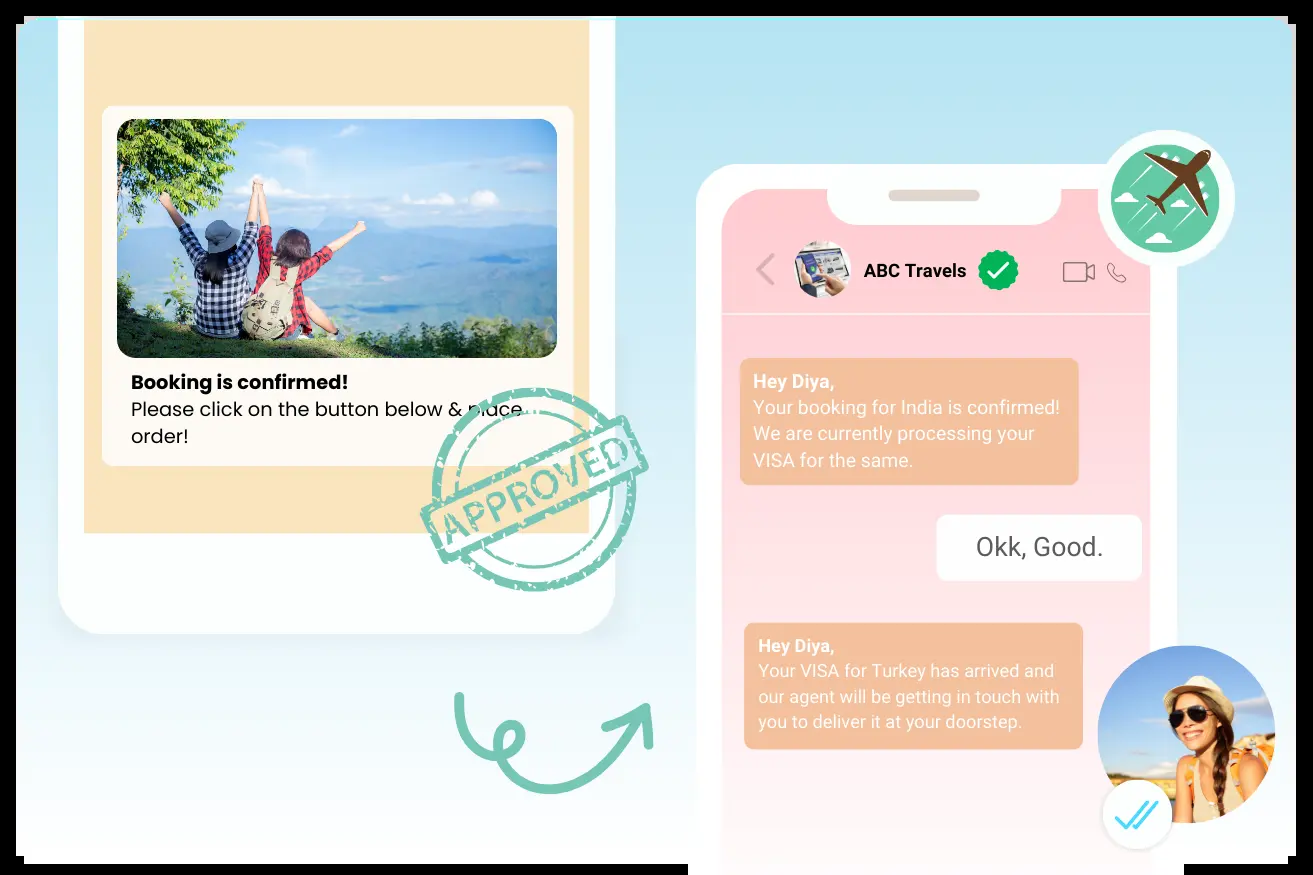 Booking is confirmed!
Please click on the button below & place
order!
APPROVED
ABC Travels
Hey Diya,
Your booking for India is confirmed!
We are currently processing your
VISA for the same.
Okk, Good.
Hey Diya,
Your VISA for Turkey has arrived and
our agent will be getting in touch with
you to deliver it at your doorstep.